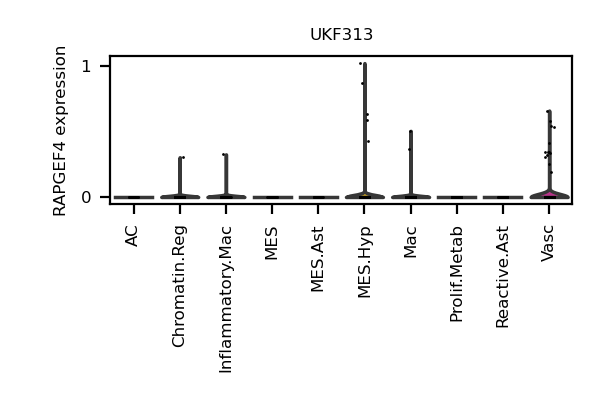 UKF313
RAPGEF4 expression
1
0
AC
Chromatin.Reg
Inflammatory.Mac
MES
MES.Ast
MES.Hyp
Mac
Prolif.Metab
Reactive.Ast
Vasc